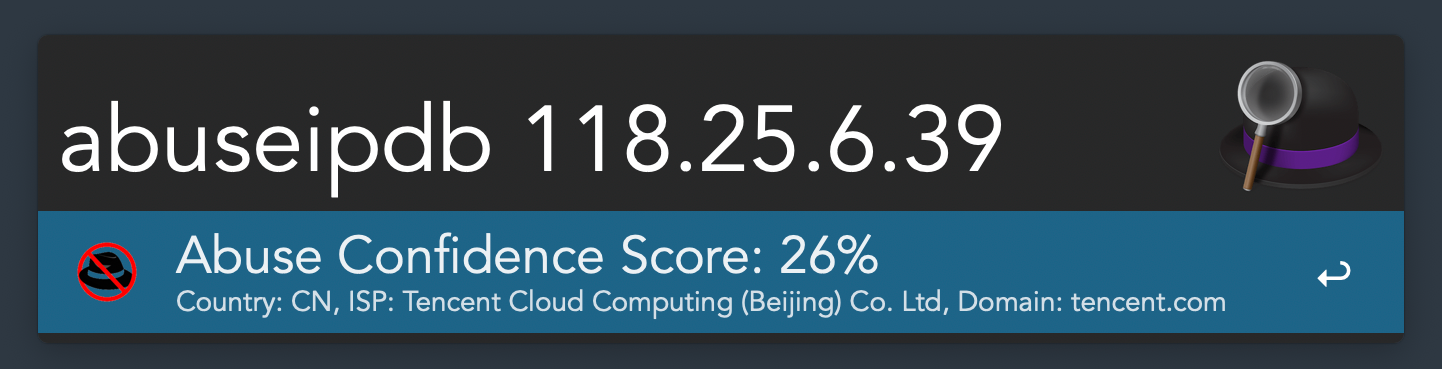 abuseipdb 118.25.6.39
Abuse Confidence Score: 26%
Country: CN, ISP: Tencent Cloud Computing (Beijing) Co. Ltd, Domain: tencent.com